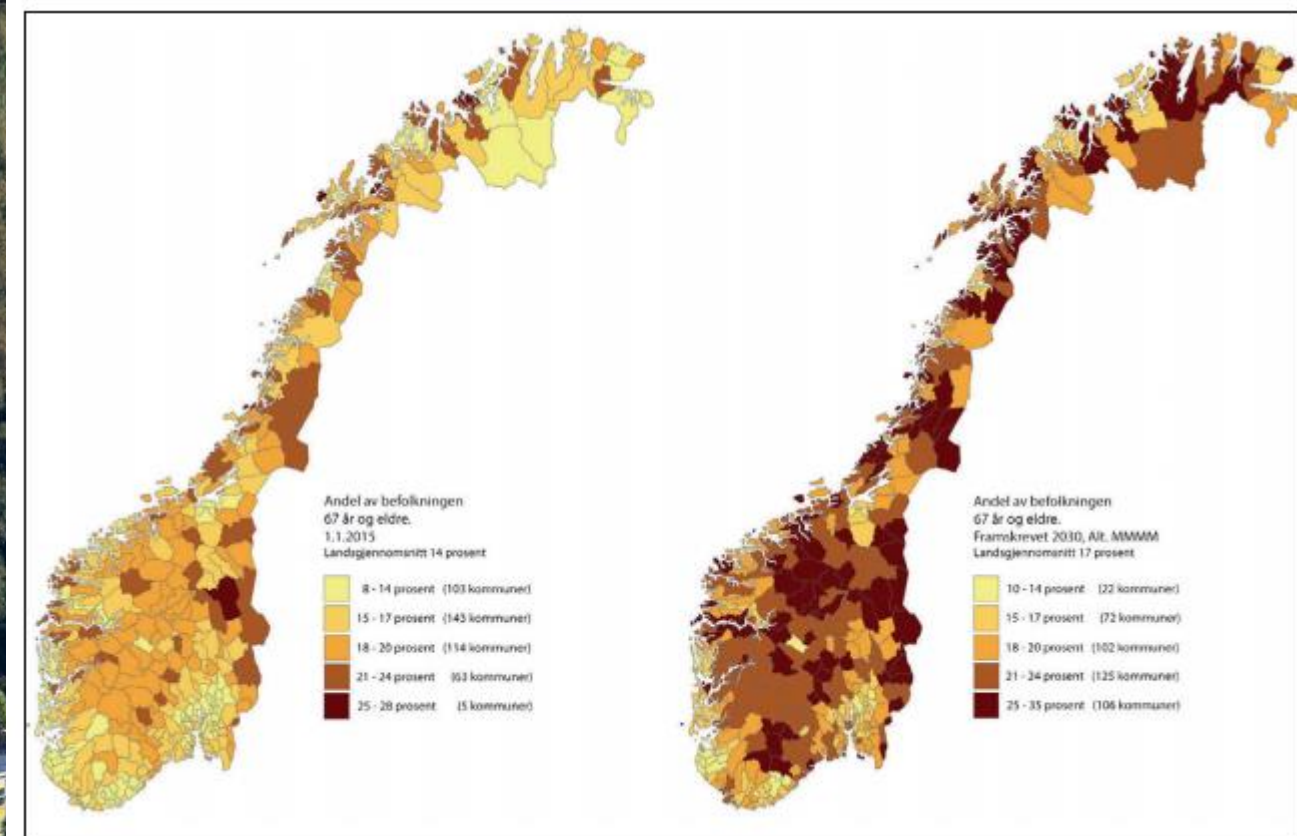 Andel av befolkningen
67 år og eldre.
1.1.2015
Landsgjennomsnitt 14 prosent
8 - 14 prosent (103 kommuner)
15 - 17 prosent (143 kommuner)
18 - 20 prosent (114 kommuner)
21 - 24 prosent (63 kommuner)
25 - 28 prosent (5 kommuner)
Andel av befolkningen
67 år og eldre.
Framskrevet 2030, Alt. MMMM
Landsgjennomsnitt 17 prosent
10 - 14 prosent (22 kommuner)
15 - 17 prosent (72 kommuner)
18 - 20 prosent (102 kommuner)
21 - 24 prosent (125 kommuner)
25 - 35 prosent (106 kommuner)